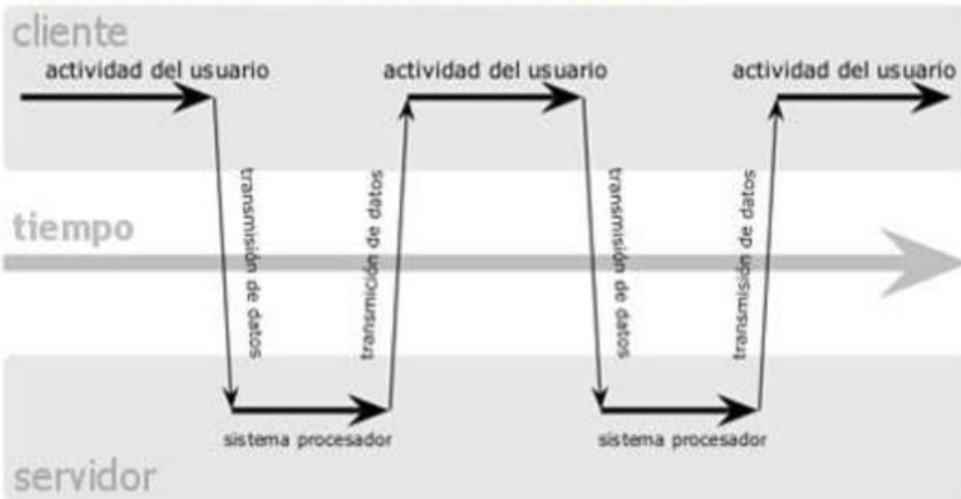 cliente
actividad del usuario
actividad del usuario
actividad del usuario
transmisión de datos
transmición de datos
transmisión de datos
transmisión de datos
tiempo
sistema procesador
sistema procesador
servidor